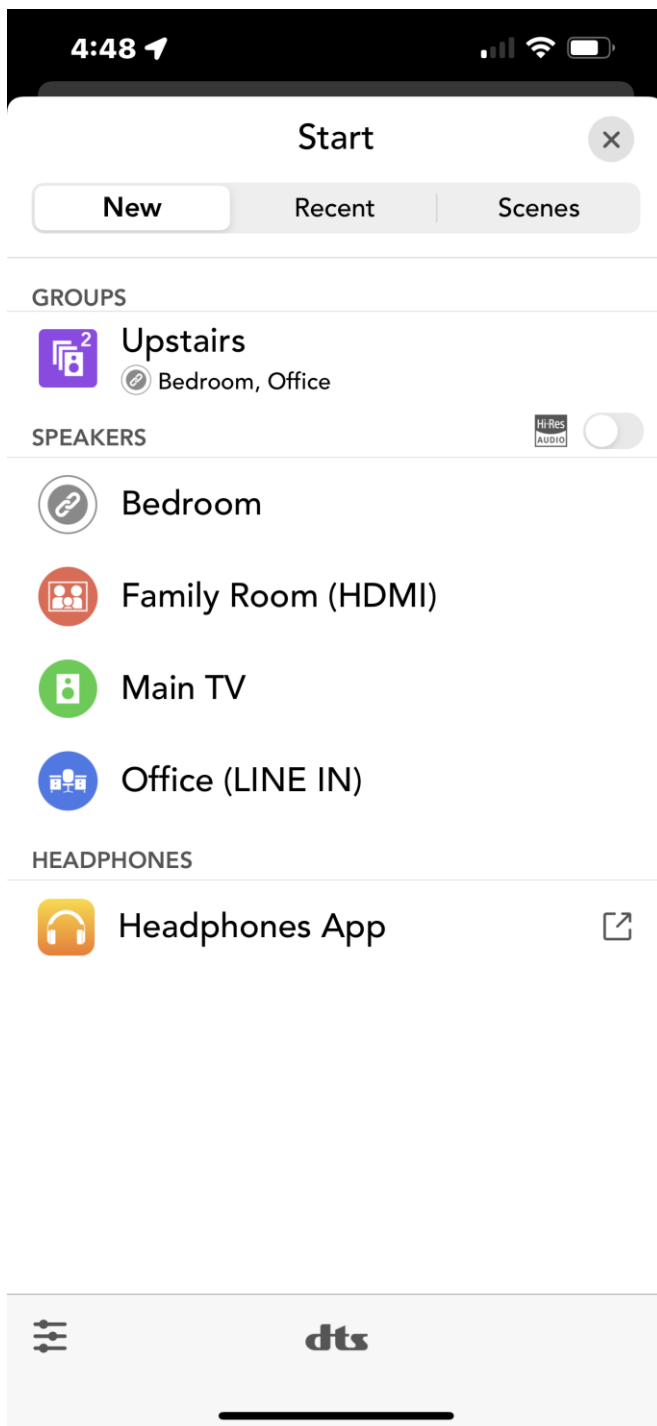 4:48
Start
New
Recent
Scenes
GROUPS
2
Upstairs
Bedroom, Office
SPEAKERS
Hi-Res
AUDIO
Bedroom
Family Room (HDMI)
Main TV
Office (LINE IN)
HEADPHONES
Headphones App
dts